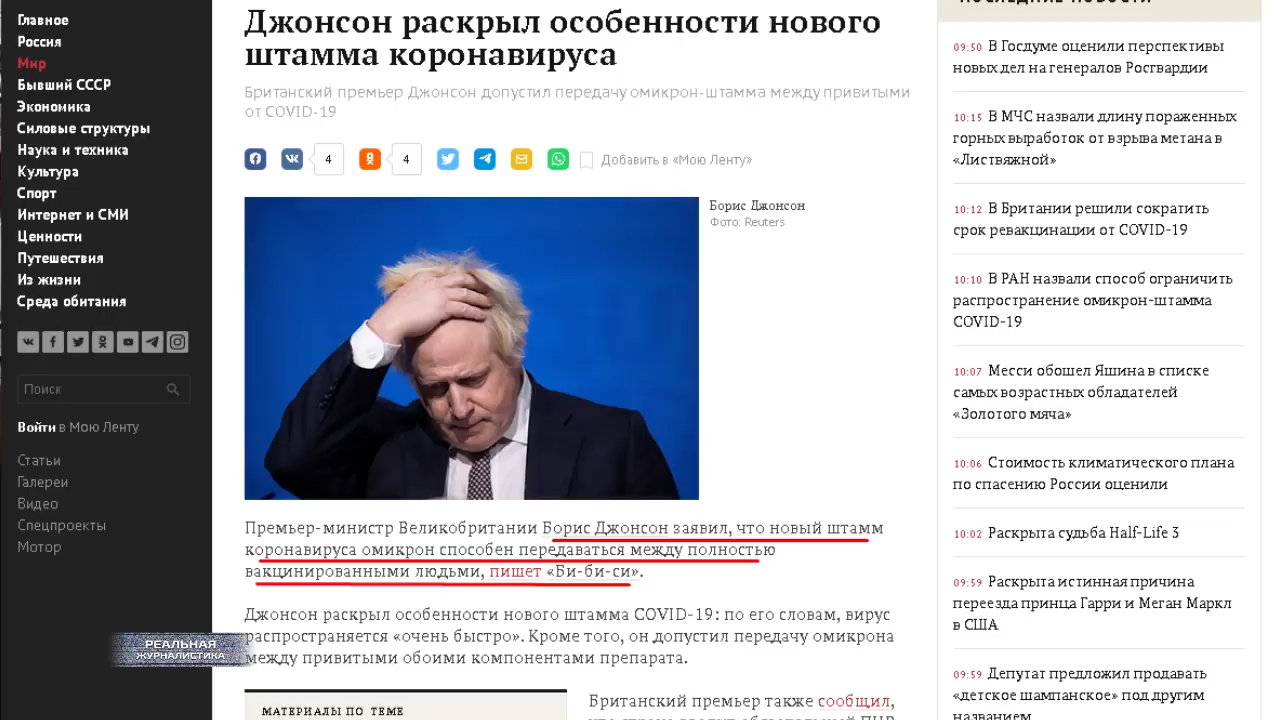 Главное
Россия
Мир
Бывший СССР
Экономика
Силовые структуры
Наука и техника
Культура
Спорт
Интернет и СМИ
Ценности
Путешествия
Из жизни
Среда обитания
Поиск
Войти в Мою Ленту
Статьи
Галереи
Видео
Спецпроекты
Мотор
РЕАЛЬНАЯ
ЖУРНАЛИСТИКА
Джонсон раскрыл особенности нового
штамма коронавируса
Британский премьер Джонсон допустил передачу омикрон-штамма между привитыми
от COVID-19
4
4
Добавить в «Мою Ленту»
Борис Джонсон
Фото: Reuters
Премьер-министр Великобритании Борис Джонсон заявил, что новый штамм
коронавируса омикрон способен передаваться между полностью
вакцинированными людьми, пишет «Би-би-си».
Джонсон раскрыл особенности нового штамма COVID-19: по его словам, вирус
распространяется «очень быстро». Кроме того, он допустил передачу омикрона
между привитыми обоими компонентами препарата.
МАТЕРИАЛЫ ПО ТЕМЕ
Британский премьер также сообщил,
ПОСЛЕДНИЕ НОВОСТИ
09:50 В Госдуме оценили перспективы
новых дел на генералов Росгвардии
10:15 В МЧС назвали длину пораженных
горных выработок от взрыва метана в
«Листвяжной»
10:12 В Британии решили сократить
срок ревакцинации от COVID-19
10:10 В РАН назвали способ ограничить
распространение омикрон-штамма
COVID-19
10:07 Месси обошел Яшина в списке
самых возрастных обладателей
«Золотого мяча»
10:06 Стоимость климатического плана
по спасению России оценили
10:02 Раскрыта судьба Half-Life 3
09:59 Раскрыта истинная причина
переезда принца Гарри и Меган Маркл
в США
09:59 Депутат предложил продавать
«детское шампанское» под другим
названием